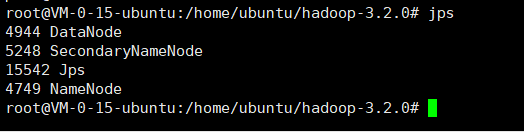 root@VM-0-15-ubuntu:/home/ubuntu/hadoop-3.2.0# jps
4944 DataNode
5248 SecondaryNameNode
15542 Jps
4749 NameNode
root@VM-0-15-ubuntu:/home/ubuntu/hadoop-3.2.0#